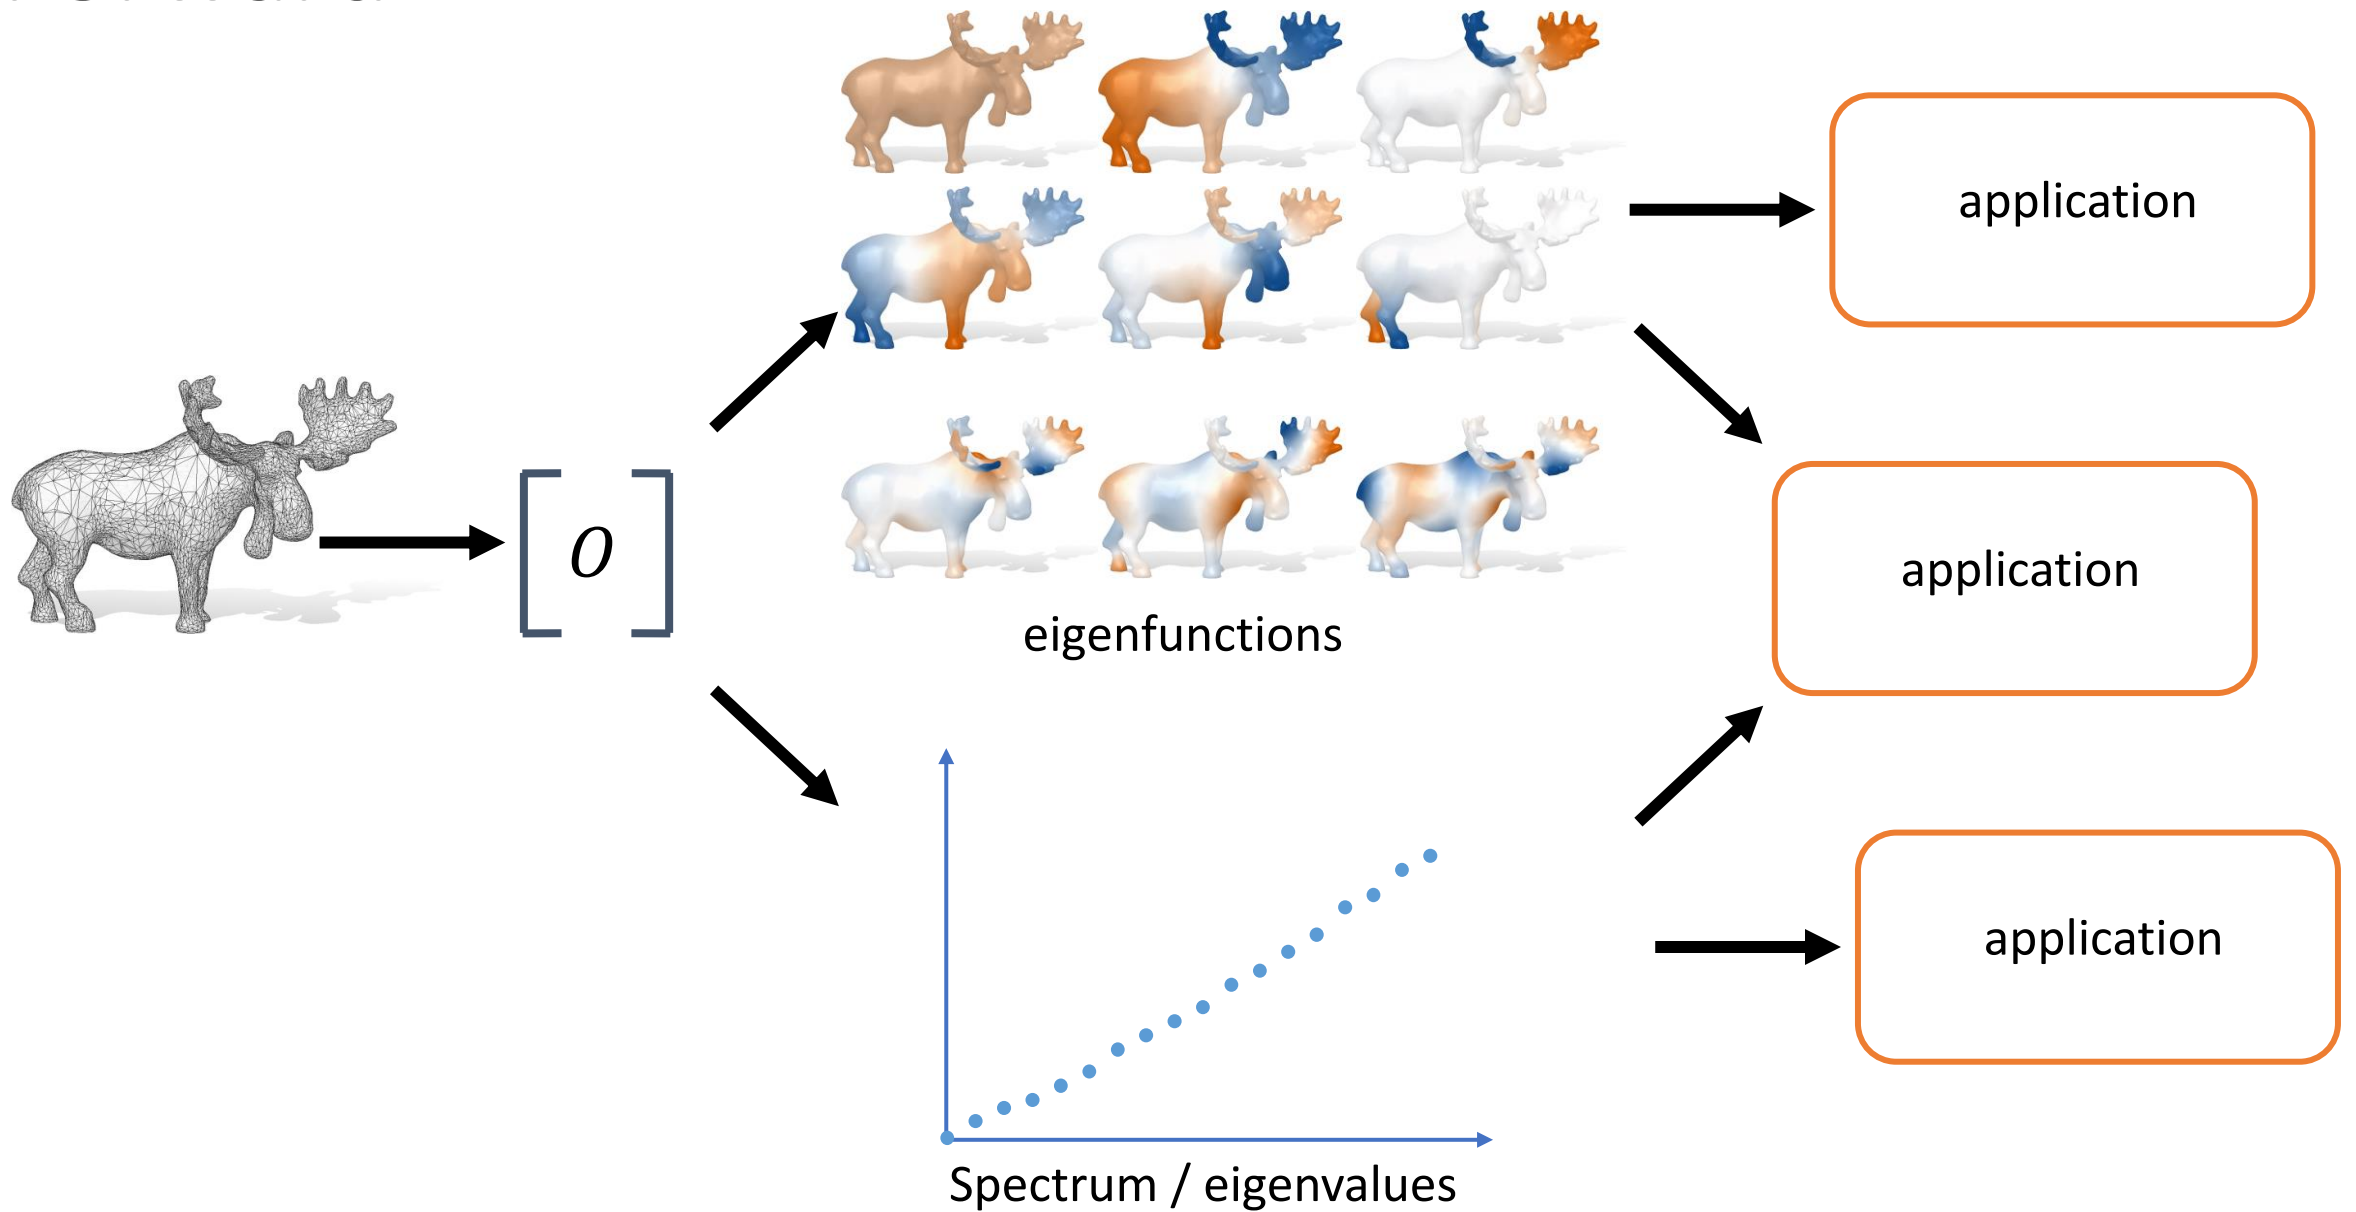 application
O
application
eigenfunctions
application
Spectrum / eigenvalues